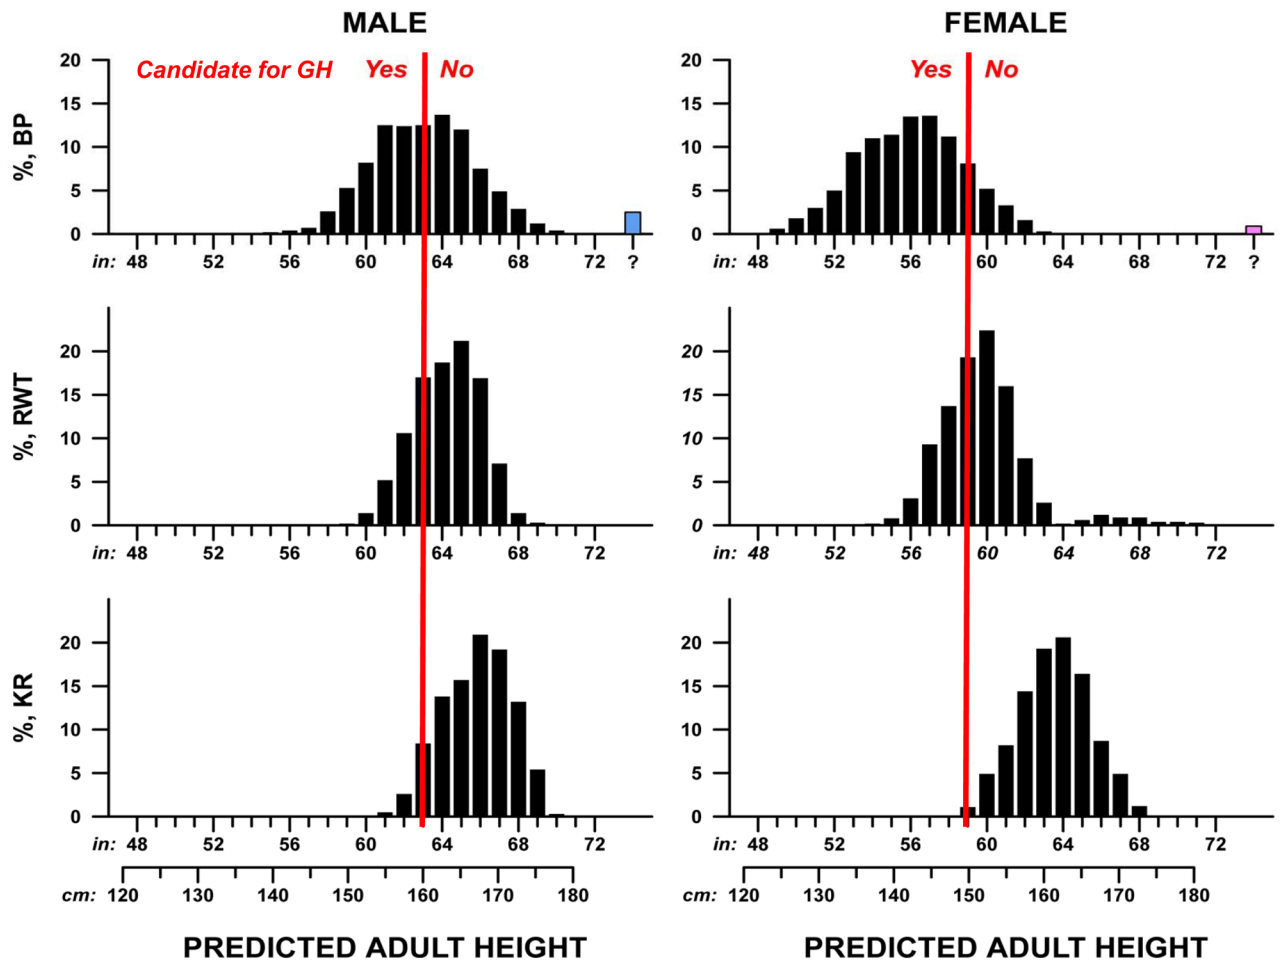 MALE
FEMALE
Candidate for GH Yes No
Yes No
%, BP
20
15
10
5
0
in: 48 52 56 60 64 68 72 ?
20
15
10
5
0
in: 48 52 56 60 64 68 72 ?
%, RWT
20
15
10
5
0
in: 48 52 56 60 64 68 72
20
15
10
5
0
in: 48 52 56 60 64 68 72
%, KR
20
15
10
5
0
in: 48 52 56 60 64 68 72
20
15
10
5
0
in: 48 52 56 60 64 68 72
cm: 120 130 140 150 160 170 180
cm: 120 130 140 150 160 170 180
PREDICTED ADULT HEIGHT
PREDICTED ADULT HEIGHT